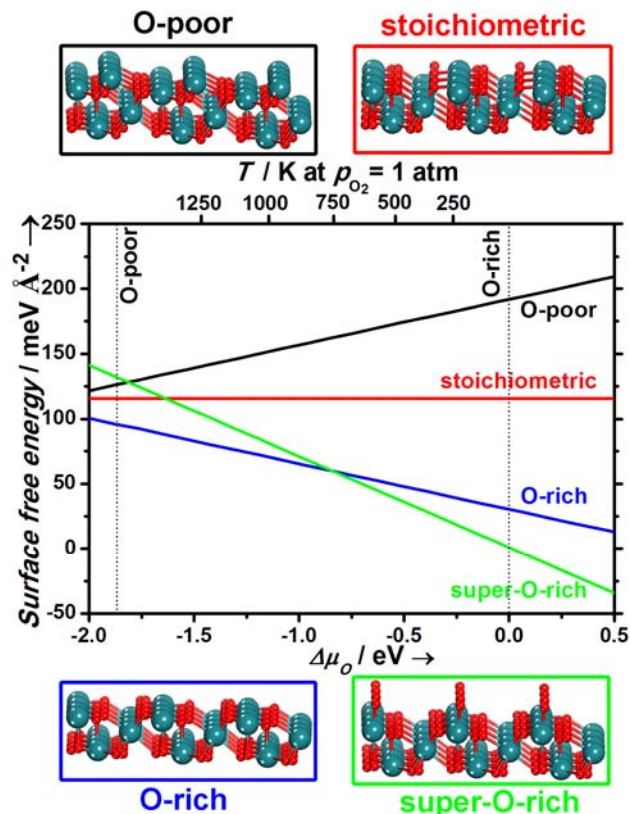 O-poor stoichiometric
T / K at pO2 = 1 atm
1250 1000 750 500 250
250
200
150
100
50
0
-50
Surface free energy / meV Å-2 →
O-poor
O-rich
O-poor
stoichiometric
O-rich
super-O-rich
-2.0 -1.5 -1.0 -0.5 0.0 0.5
ΔμO / eV →
O-rich super-O-rich